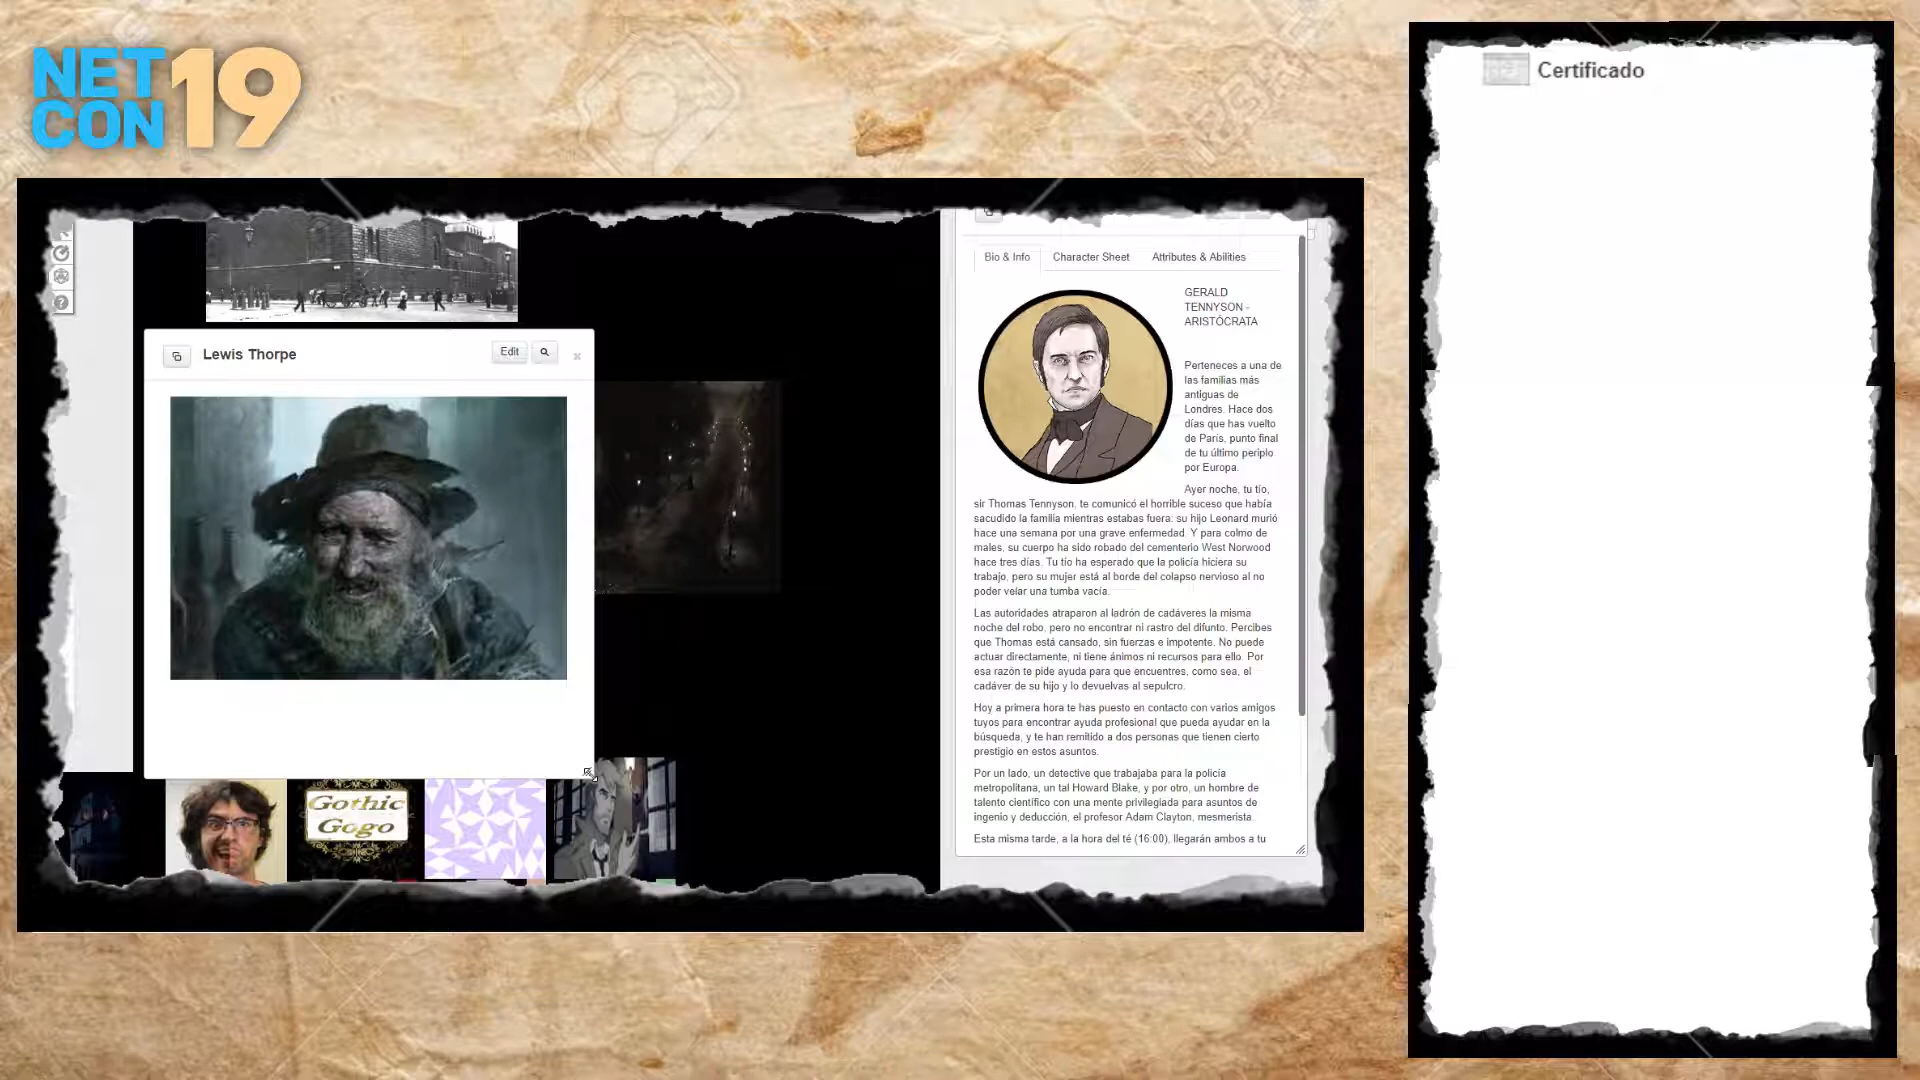 NET
CON 19
Certificado
Lewis Thorpe
Edit
Gothic
Gogo
Bio & Info
Character Sheet
Attributes & Abilities
GERALD
TENNYSON -
ARISTÓCRATA
Perteneces a una de
las familias más
antiguas de
Londres. Hace dos
días que has vuelto
de París, punto final
de tu último periplo
por Europa.
Ayer noche, tu tío,
sir Thomas Tennyson, te comunicó el horrible suceso que había
sacudido la familia mientras estabas fuera: su hijo Leonard murió
hace una semana por una grave enfermedad. Y para colmo de
males, su cuerpo ha sido robado del cementerio West Norwood
hace tres días. Tu tío ha esperado que la policía hiciera su
trabajo, pero su mujer está al borde del colapso nervioso al no
poder velar una tumba vacía.
Las autoridades atraparon al ladrón de cadáveres la misma
noche del robo, pero no encontrar ni rastro del difunto. Percibes
que Thomas está cansado, sin fuerzas e impotente. No puede
actuar directamente, ni tiene ánimos ni recursos para ello. Por
esa razón te pide ayuda para que encuentres, como sea, el
cadáver de su hijo y lo devuelvas al sepulcro.
Hoy a primera hora te has puesto en contacto con varios amigos
tuyos para encontrar ayuda profesional que pueda ayudar en la
búsqueda, y te han remitido a dos personas que tienen cierto
prestigio en estos asuntos.
Por un lado, un detective que trabajaba para la policía
metropolitana, un tal Howard Blake, y por otro, un hombre de
talento científico con una mente privilegiada para asuntos de
ingenio y deducción, el profesor Adam Clayton, mesmerista.
Esta misma tarde, a la hora del té (16:00), llegarán ambos a tu